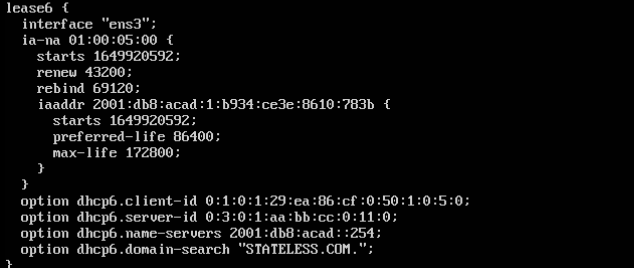 lease6 {
interface "ens3";
ia-na 01:00:05:00 {
starts 1649920592;
renew 43200;
rebind 69120;
iaaddr 2001:db8:acad:1:b934:ce3e:8610:783b {
starts 1649920592;
preferred-life 86400;
max-life 172800;
}
}
option dhcp6.client-id 0:1:0:1:29:ea:86:cf:0:50:1:0:5:0;
option dhcp6.server-id 0:3:0:1:aa:bb:cc:0:11:0;
option dhcp6.name-servers 2001:db8:acad::254;
option dhcp6.domain-search "STATELESS.COM.";
}